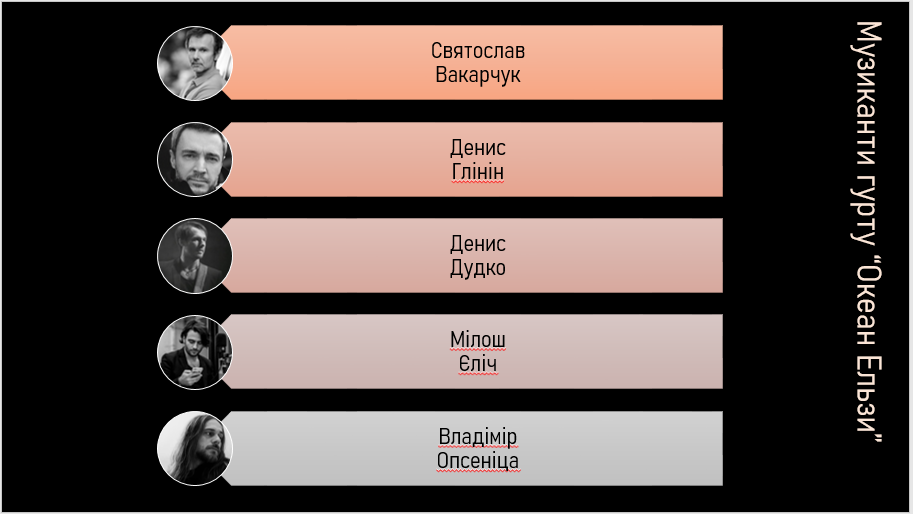 Святослав
Вакарчук
Денис
Глінін
Денис
Дудко
Мілош
Єліч
Владімір
Опсеніца
Музиканти гурту “Океан Ельзи”